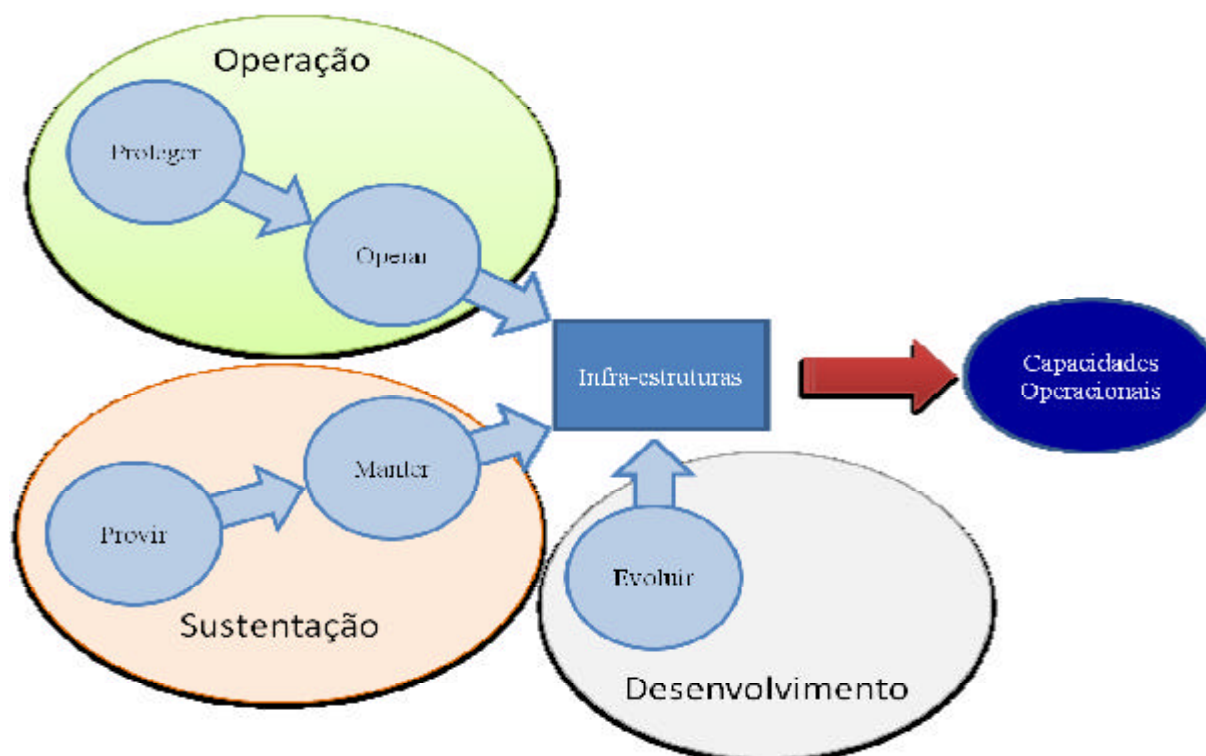 Operação
Proteger
Operar
Infra-estruturas
Capacidades
Operacionais
Manter
Provir
Sustentação
Evoluir
Desenvolvimento